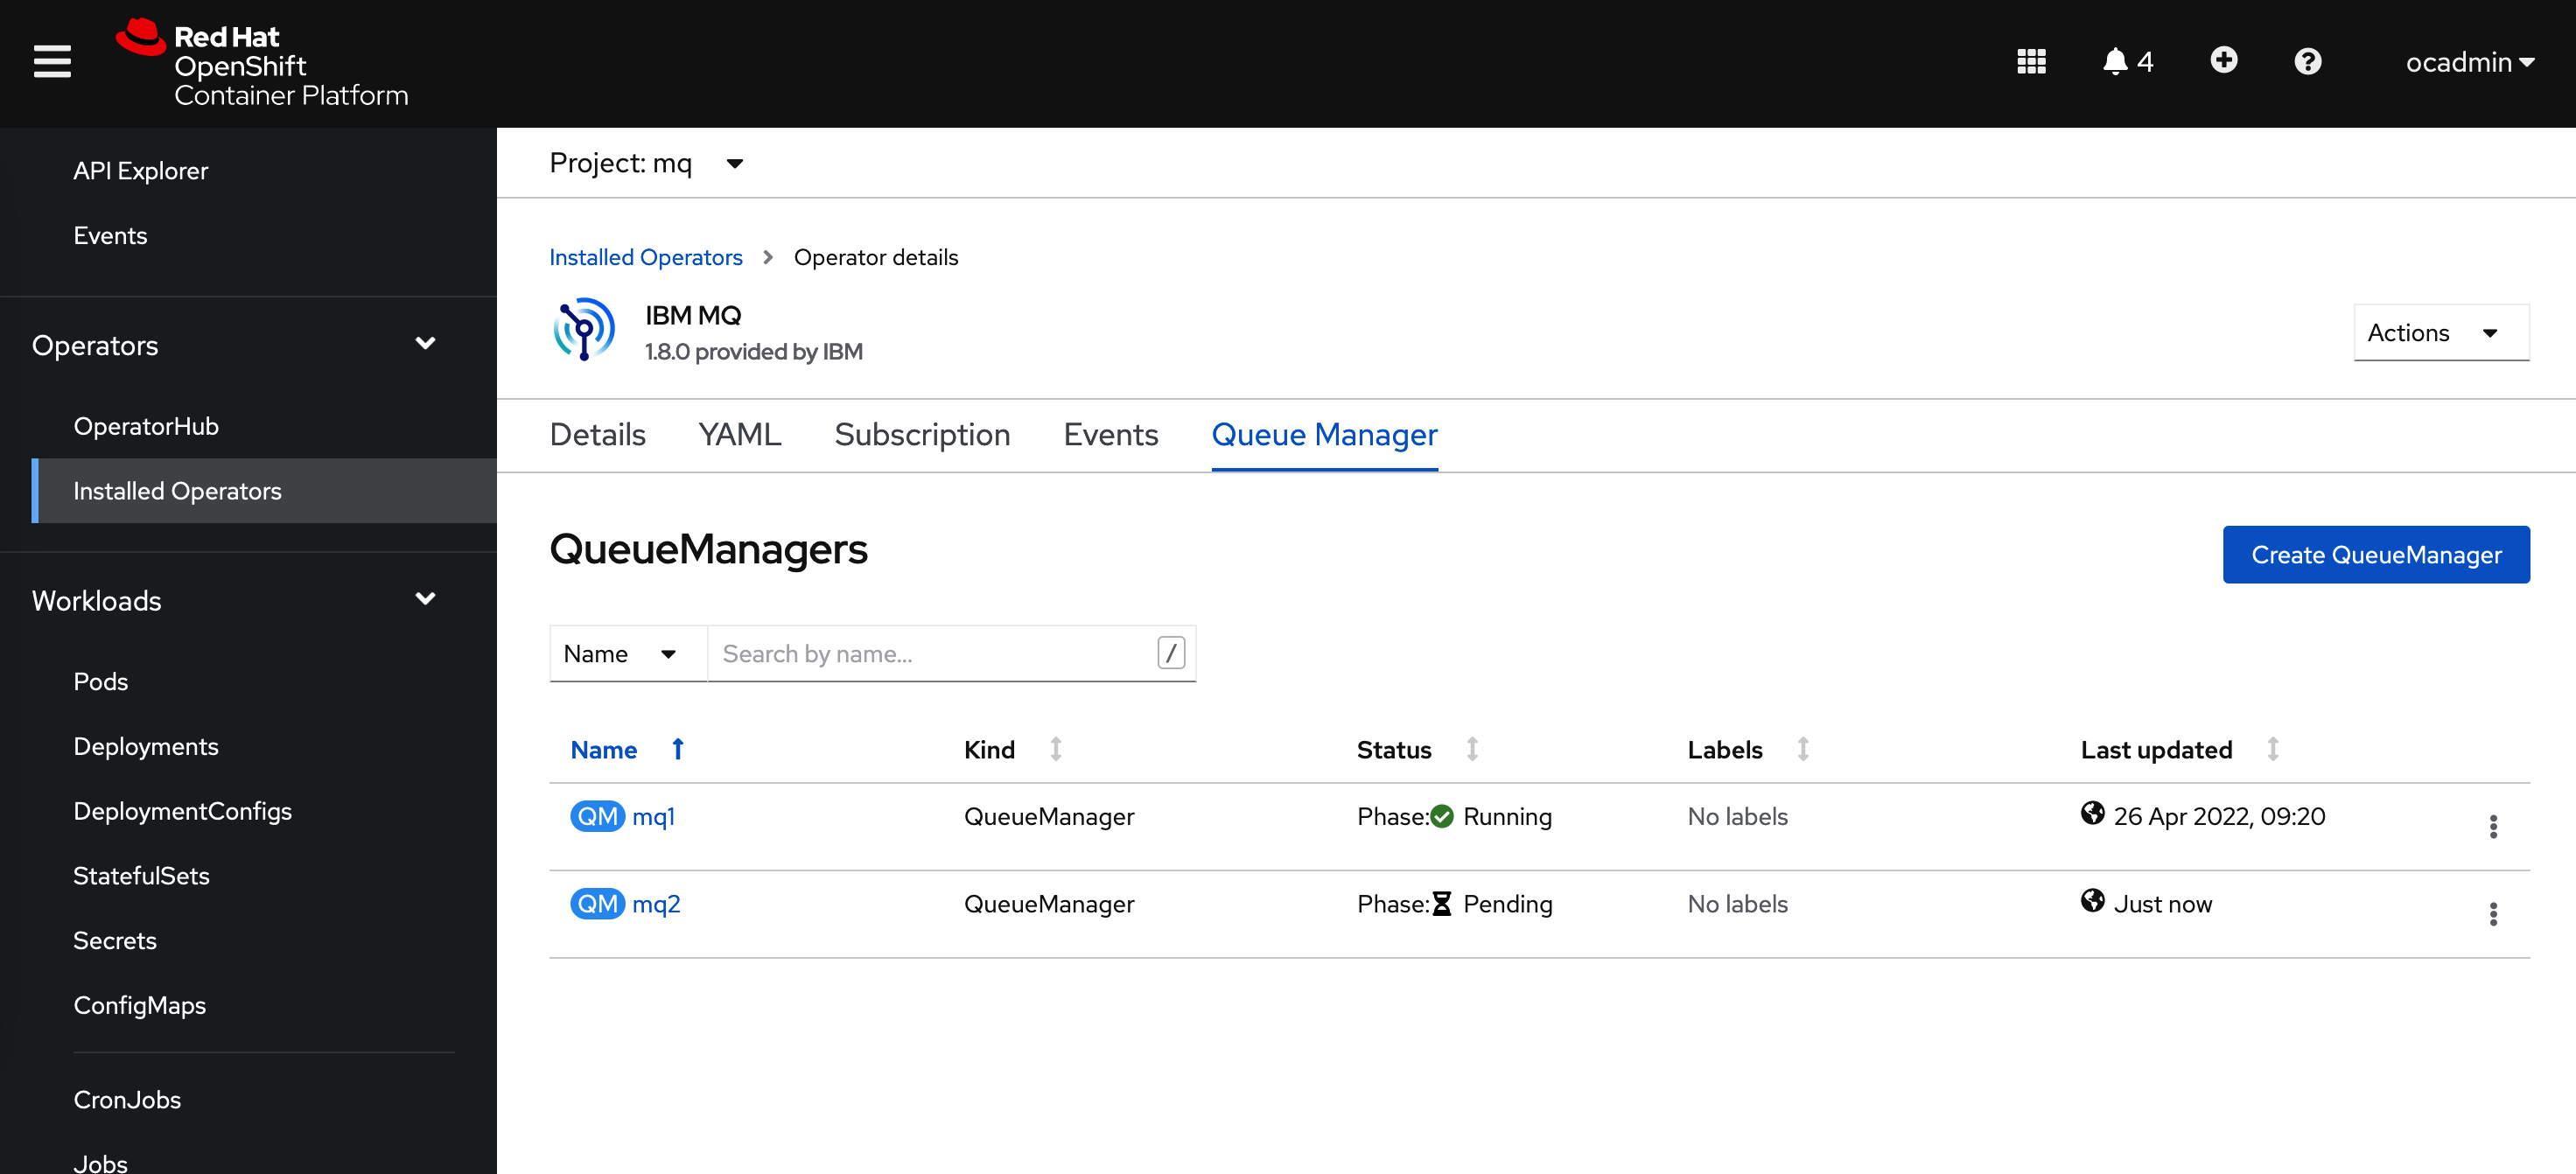 Red Hat
OpenShift
Container Platform
4
ocadmin
API Explorer
Events
Operators
OperatorHub
Installed Operators
Workloads
Pods
Deployments
DeploymentConfigs
StatefulSets
Secrets
ConfigMaps
CronJobs
Jobs
Project: mq
Installed Operators > Operator details
IBM MQ
1.8.0 provided by IBM
Actions
Details YAML Subscription Events Queue Manager
QueueManagers
Create QueueManager
Name Search by name... /
Name Kind Status Labels Last updated
QM mq1 QueueManager Phase: Running No labels 26 Apr 2022, 09:20
QM mq2 QueueManager Phase: Pending No labels Just now